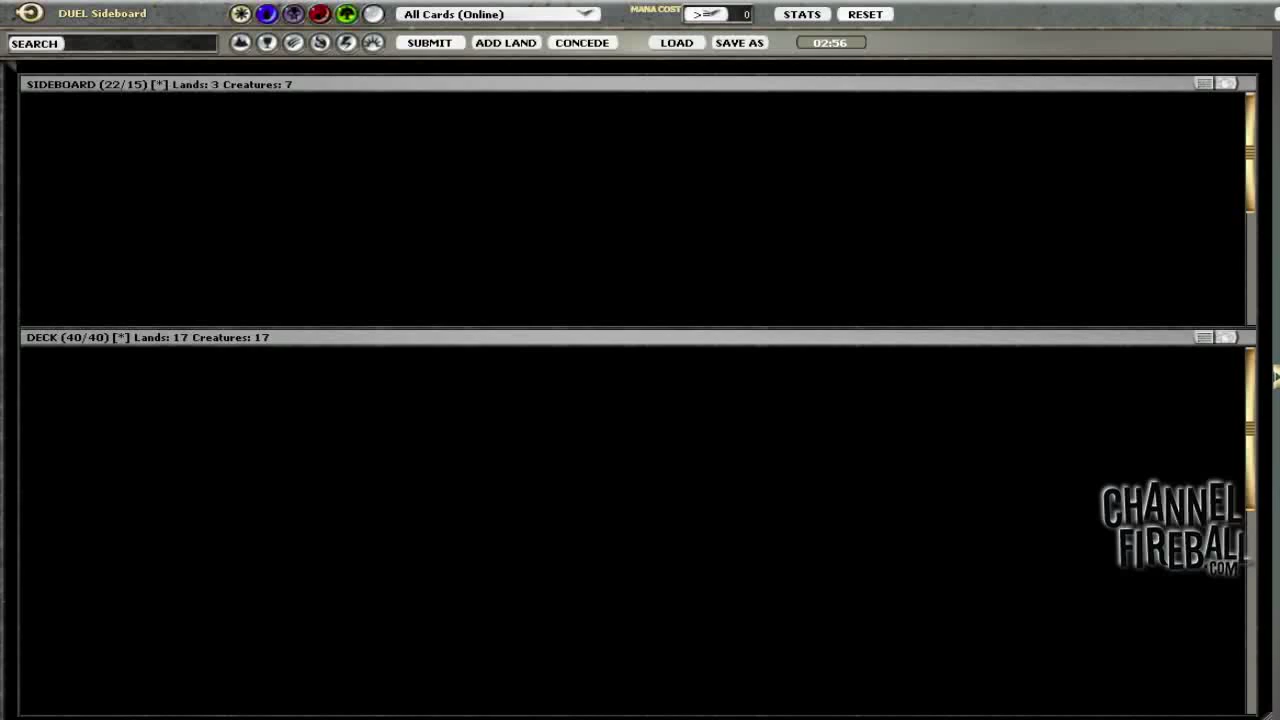 DUEL Sideboard
All Cards (Online)
MANA COST
>= 0
STATS
RESET
SEARCH
SUBMIT
ADD LAND
CONCEDE
LOAD
SAVE AS
02:56
SIDEBOARD (22/15) [*] Lands: 3 Creatures: 7
DECK (40/40) [*] Lands: 17 Creatures: 17
CHANNEL
FIREBALL
.COM